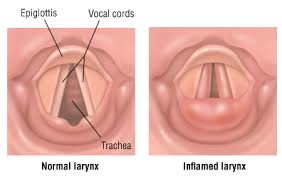 Epiglottis
Vocal cords
Trachea
Normal larynx
Inflamed larynx